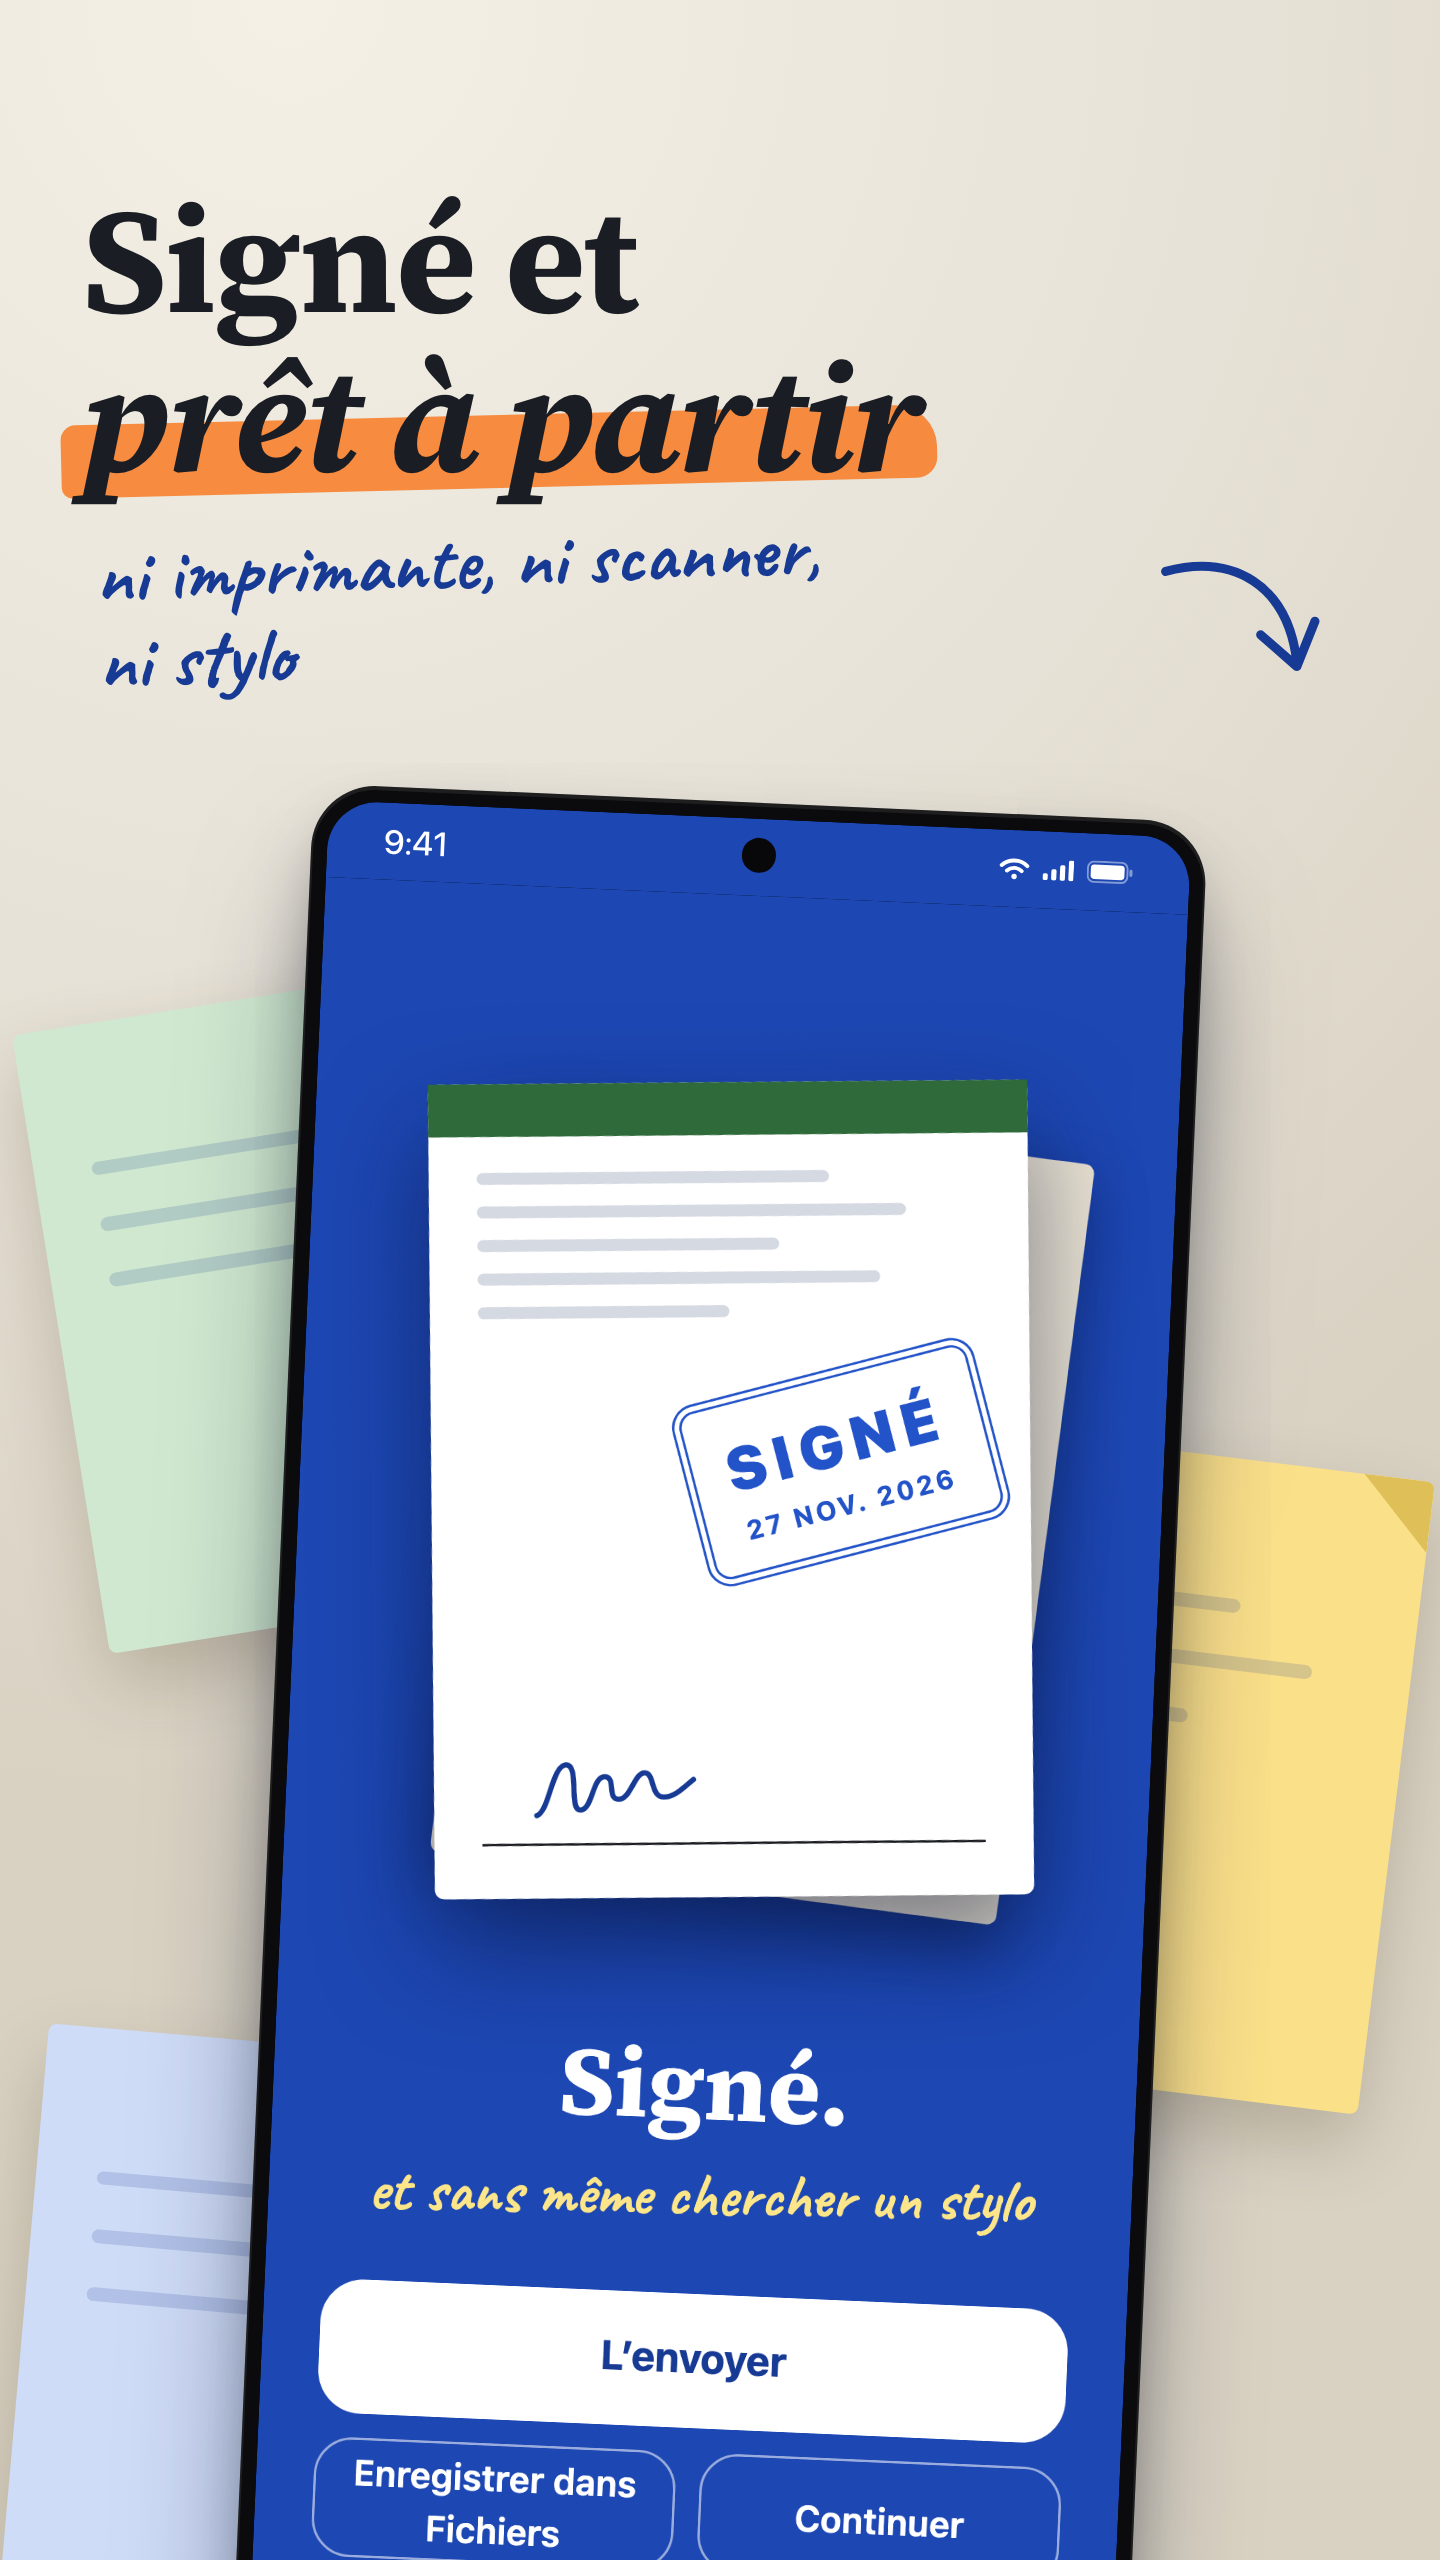 Signé et
prêt à partir
ni imprimante, ni scanner,
ni stylo
9:41
SIGNÉ
27 NOV. 2026
Signé.
et sans même chercher un stylo
L’envoyer
Enregistrer dans
Fichiers
Continuer